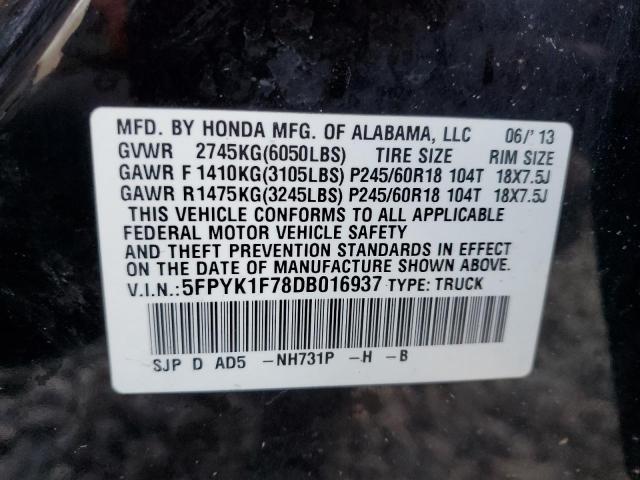 MFD. BY HONDA MFG. OF ALABAMA, LLC 06/'13
GVWR 2745KG(6050LBS) TIRE SIZE RIM SIZE
GAWR F 1410KG(3105LBS) P245/60R18 104T 18X7.5J
GAWR R 1475KG(3245LBS) P245/60R18 104T 18X7.5J
THIS VEHICLE CONFORMS TO ALL APPLICABLE
FEDERAL MOTOR VEHICLE SAFETY
AND THEFT PREVENTION STANDARDS IN EFFECT
ON THE DATE OF MANUFACTURE SHOWN ABOVE.
V.I.N.: 5FPYK1F78DB016937 TYPE: TRUCK
SJP D AD5 -NH731P -H -B